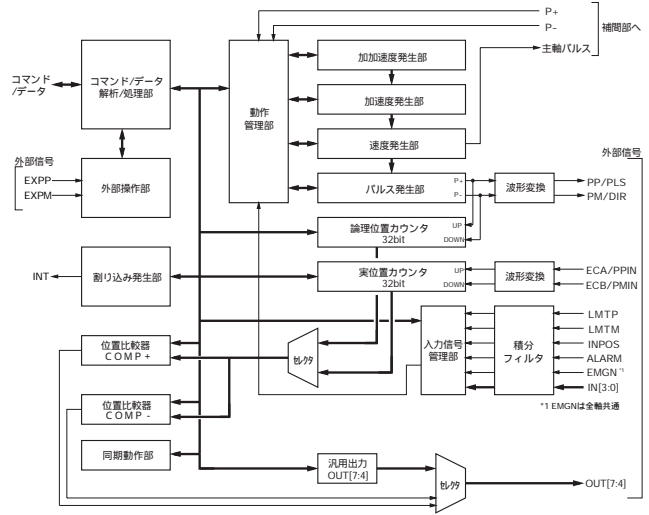 P+
P-
補間部へ
主軸パルス
コマンド
/データ
コマンド/データ
解析/処理部
動作
管理部
加加速度発生部
加速度発生部
速度発生部
外部信号
EXPP
EXPM
外部操作部
パルス発生部
P+
P-
波形変換
外部信号
PP/PLS
PM/DIR
論理位置カウンタ
32bit
UP
DOWN
INT
割り込み発生部
実位置カウンタ
32bit
UP
DOWN
波形変換
ECA/PPIN
ECB/PMIN
位置比較器
COMP+
セレクタ
入力信号
管理部
積分
フィルタ
LMTP
LMTM
INPOS
ALARM
EMGN *1
IN[3:0]
*1 EMGNは全軸共通
位置比較器
COMP-
同期動作部
汎用出力
OUT[7:4]
セレクタ
OUT[7:4]